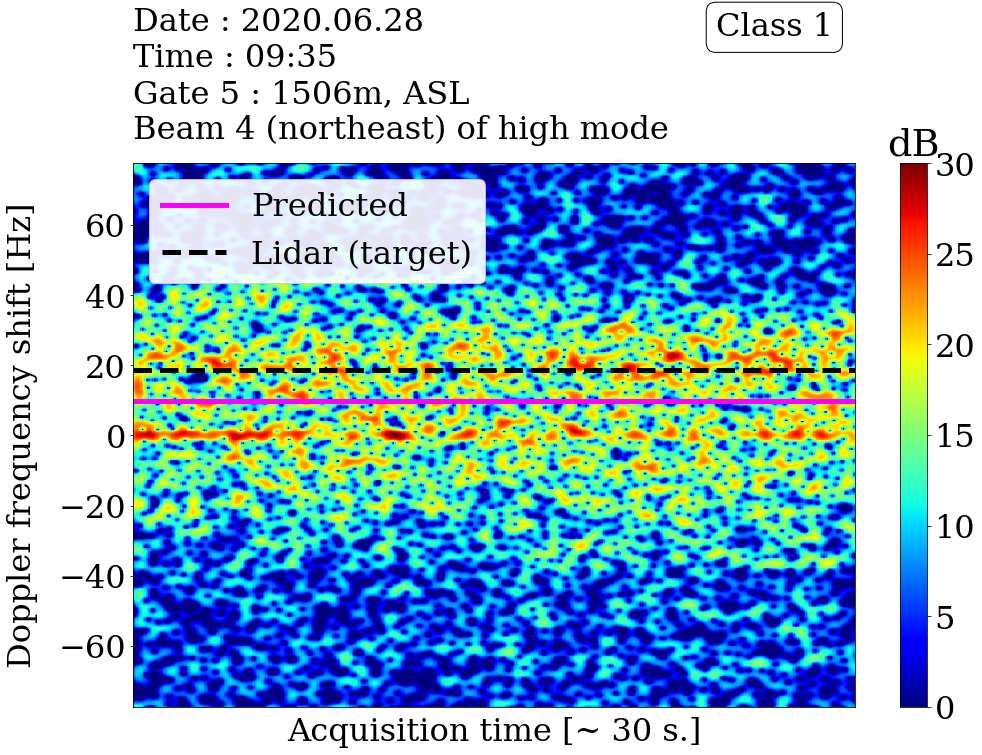 Date : 2020.06.28
Time : 09:35
Gate 5 : 1506m, ASL
Beam 4 (northeast) of high mode
Class 1
dB
Predicted
Lidar (target)
Doppler frequency shift [Hz]
60
40
20
0
−20
−40
−60
Acquisition time [~ 30 s.]
30
25
20
15
10
5
0